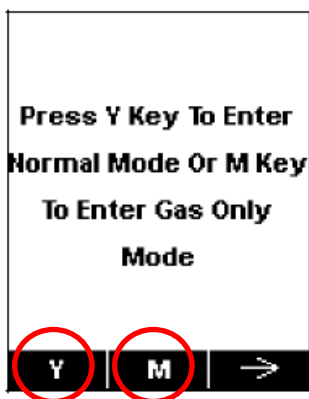 Press Y Key To Enter
Normal Mode Or M Key
To Enter Gas Only
Mode
Y M →